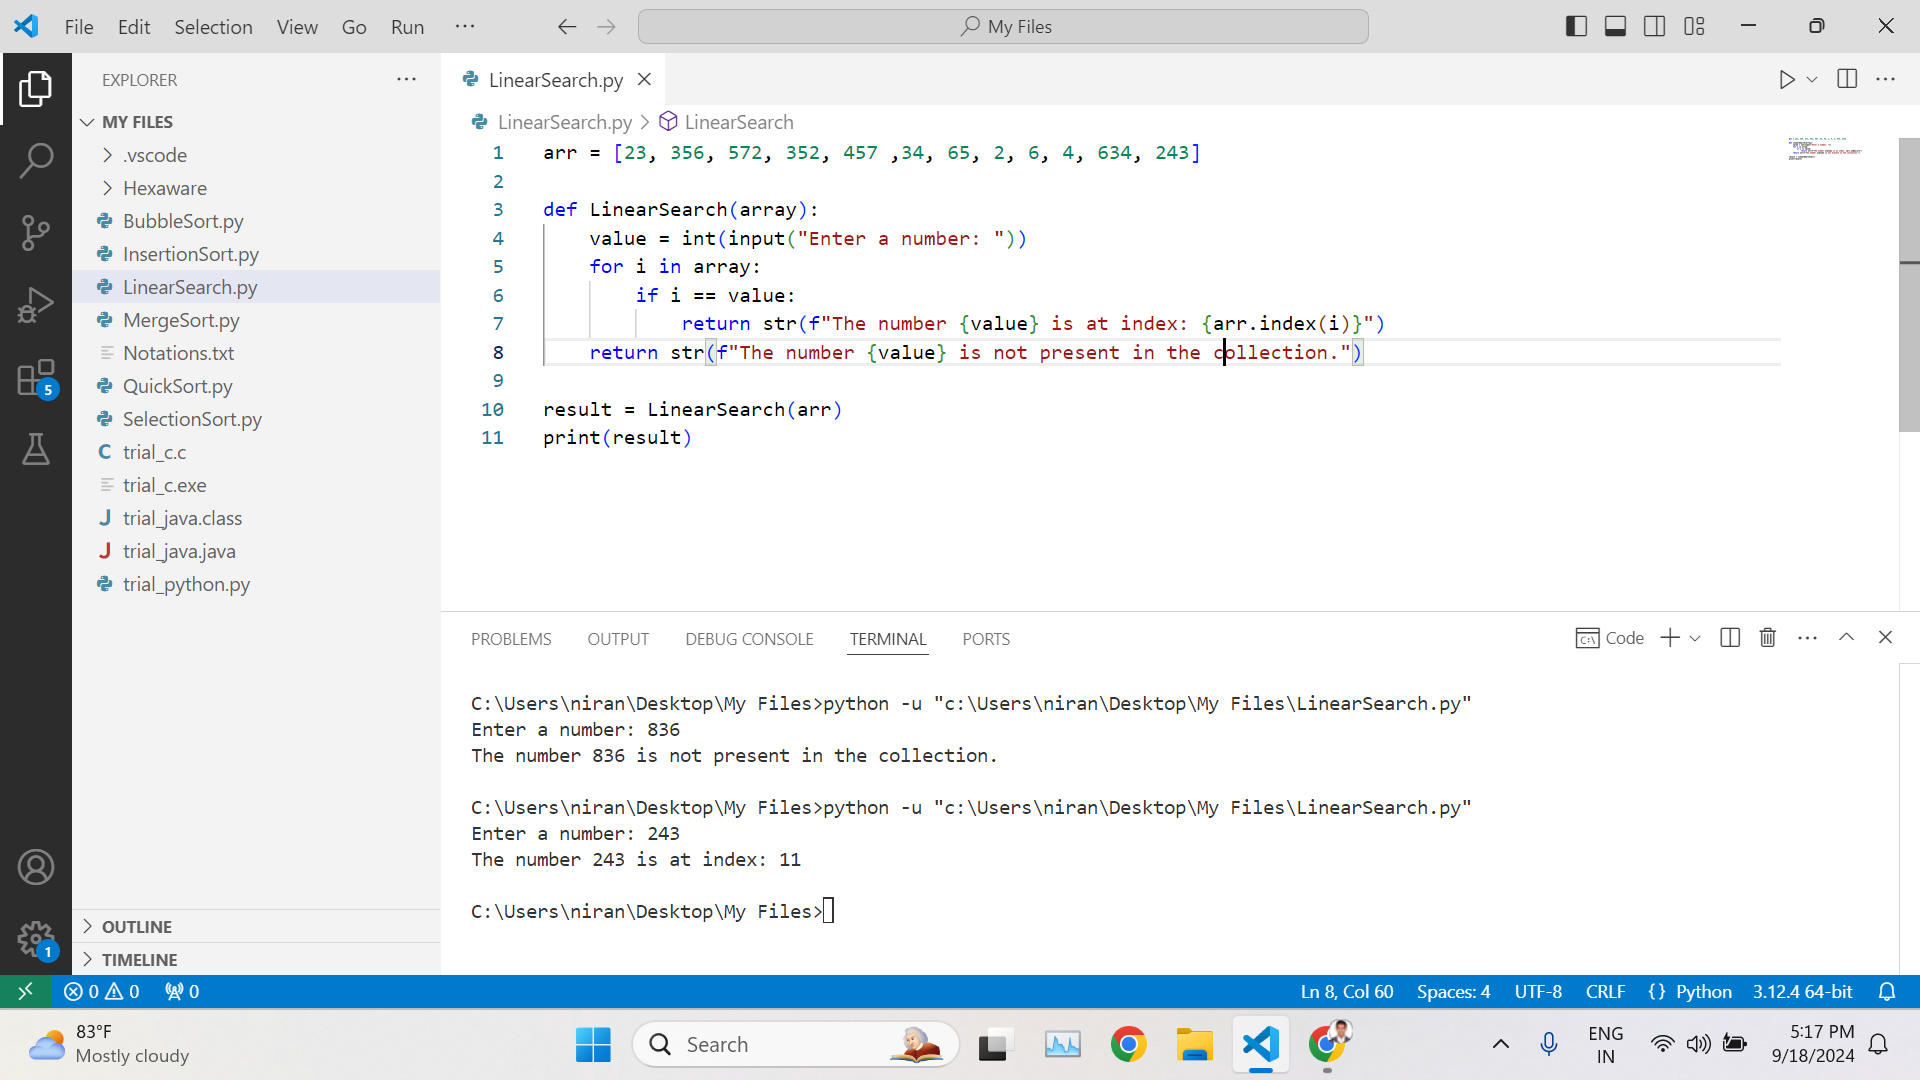 File Edit Selection View Go Run ···
My Files
EXPLORER
MY FILES
.vscode
Hexaware
BubbleSort.py
InsertionSort.py
LinearSearch.py
MergeSort.py
Notations.txt
QuickSort.py
SelectionSort.py
trial_c.c
trial_c.exe
trial_java.class
trial_java.java
trial_python.py
OUTLINE
TIMELINE
5
1
LinearSearch.py
LinearSearch.py > LinearSearch
1 arr = [23, 356, 572, 352, 457 ,34, 65, 2, 6, 4, 634, 243]
2
3 def LinearSearch(array):
4     value = int(input("Enter a number: "))
5     for i in array:
6         if i == value:
7             return str(f"The number {value} is at index: {arr.index(i)}")
8     return str(f"The number {value} is not present in the collection.")
9
10 result = LinearSearch(arr)
11 print(result)
PROBLEMS OUTPUT DEBUG CONSOLE TERMINAL PORTS
Code
C:\Users\niran\Desktop\My Files>python -u "c:\Users\niran\Desktop\My Files\LinearSearch.py"
Enter a number: 836
The number 836 is not present in the collection.
C:\Users\niran\Desktop\My Files>python -u "c:\Users\niran\Desktop\My Files\LinearSearch.py"
Enter a number: 243
The number 243 is at index: 11
C:\Users\niran\Desktop\My Files>
0 0 0
Ln 8, Col 60 Spaces: 4 UTF-8 CRLF {} Python 3.12.4 64-bit
83°F
Mostly cloudy
Search
ENG
IN
5:17 PM
9/18/2024